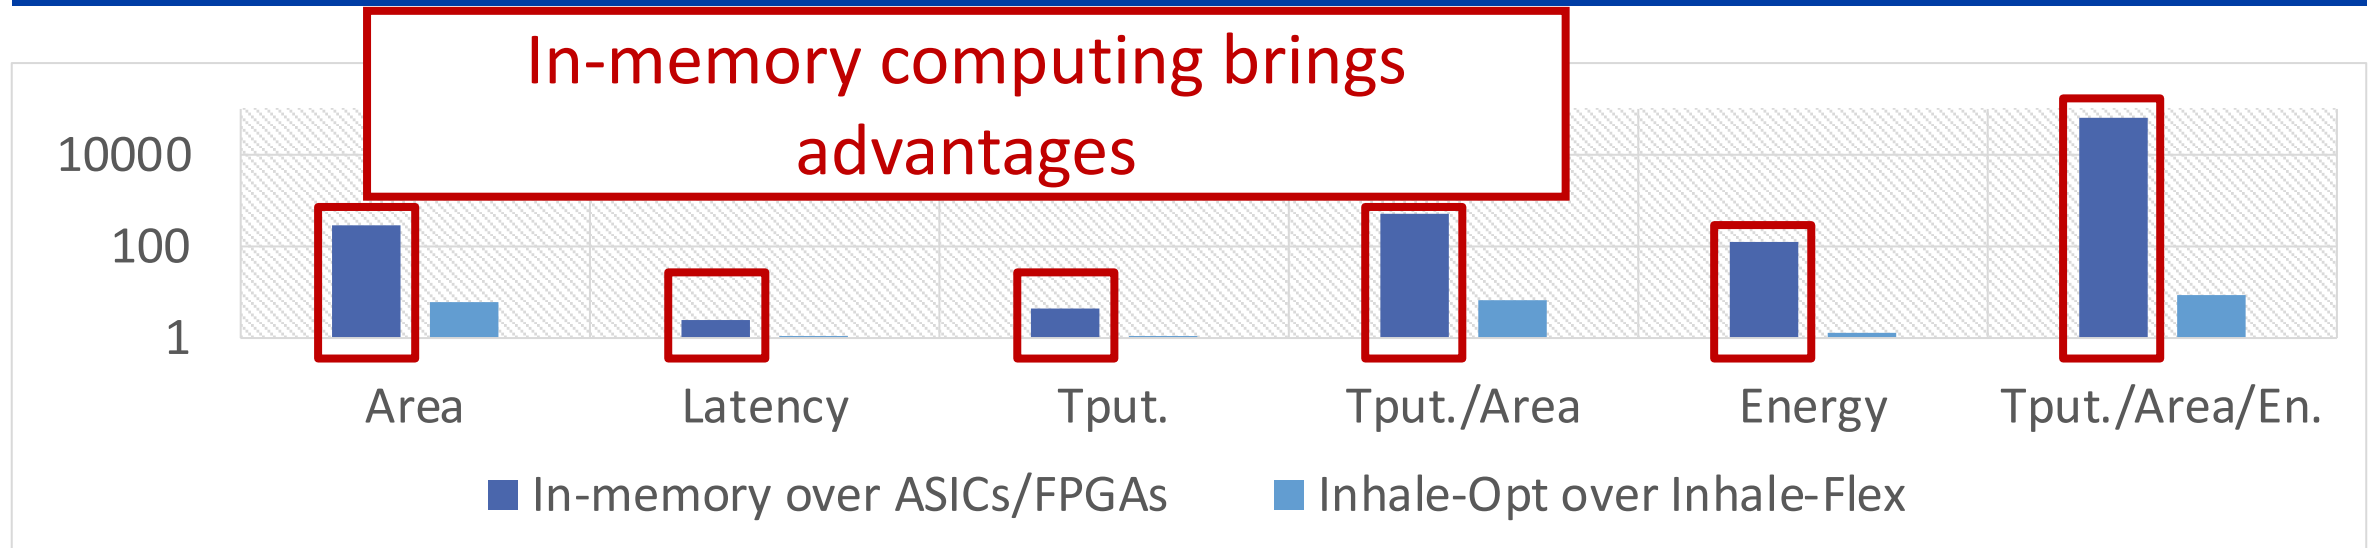 In-memory computing brings
advantages
10000
100
1
Area Latency Tput. Tput./Area Energy Tput./Area/En.
In-memory over ASICs/FPGAs Inhale-Opt over Inhale-Flex